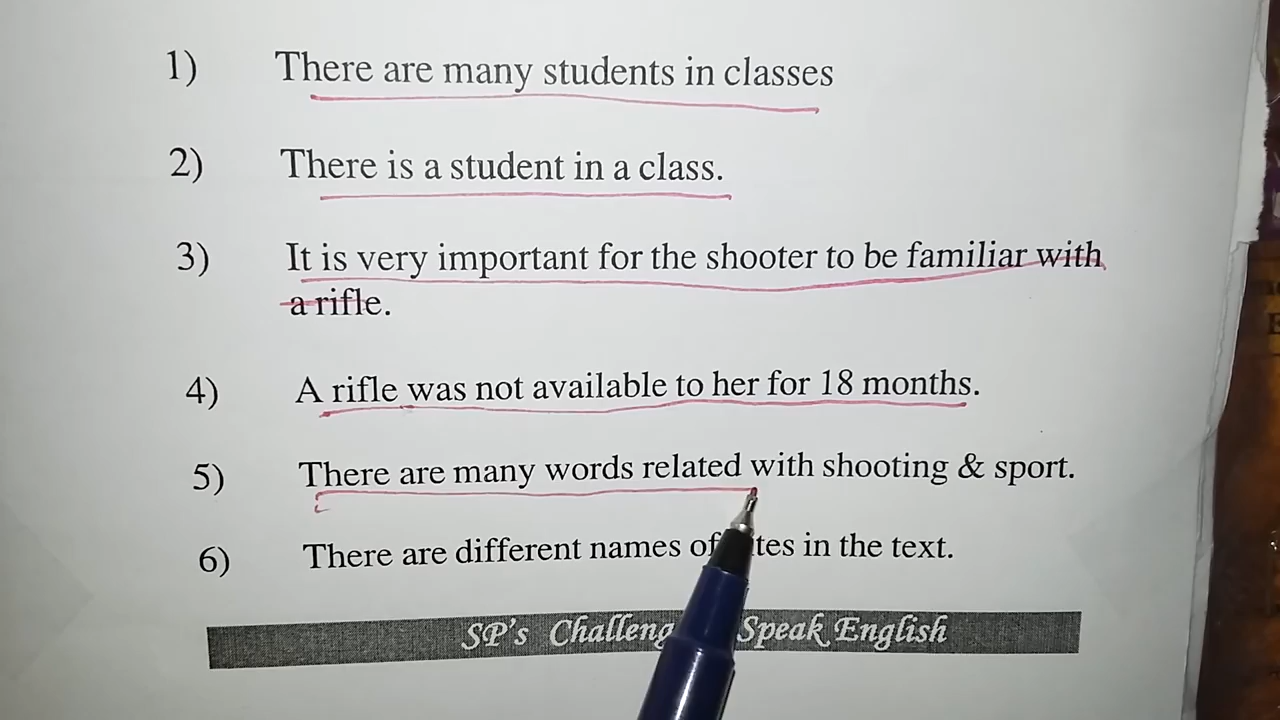 1) There are many students in classes
2) There is a student in a class.
3) It is very important for the shooter to be familiar with
a rifle.
4) A rifle was not available to her for 18 months.
5) There are many words related with shooting & sport.
6) There are different names of in the text.
SP's Speak English